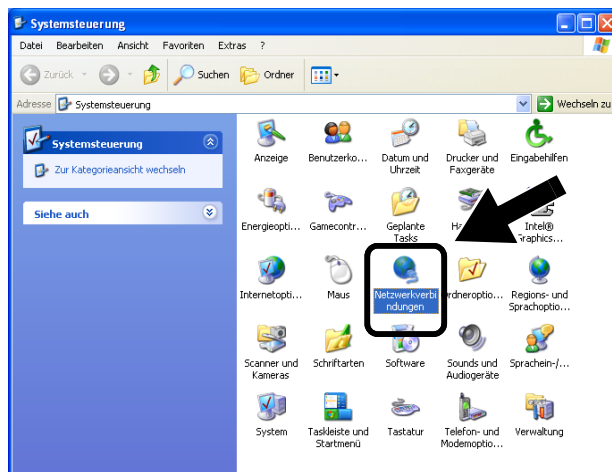 Systemsteuerung
Datei Bearbeiten Ansicht Favoriten Extras ?
Zurück Suchen Ordner
Adresse Systemsteuerung Wechseln zu
Systemsteuerung
Zur Kategorieansicht wechseln
Siehe auch
Anzeige Benutzerko... Datum und Drucker und Eingabehilfen
Uhrzeit Faxgeräte
Energieopti... Gamecontr... Geplante Intel®
Tasks Graphics...
Internetopti... Maus Netzwerkverbi rdneroptio... Regions- und
ndungen Sprachoptio...
Scanner und Schriftarten Software Sounds und Sprachein-/...
Kameras Audiogeräte
System Taskleiste und Tastatur Telefon- und Verwaltung
Startmenü Modemoptio...